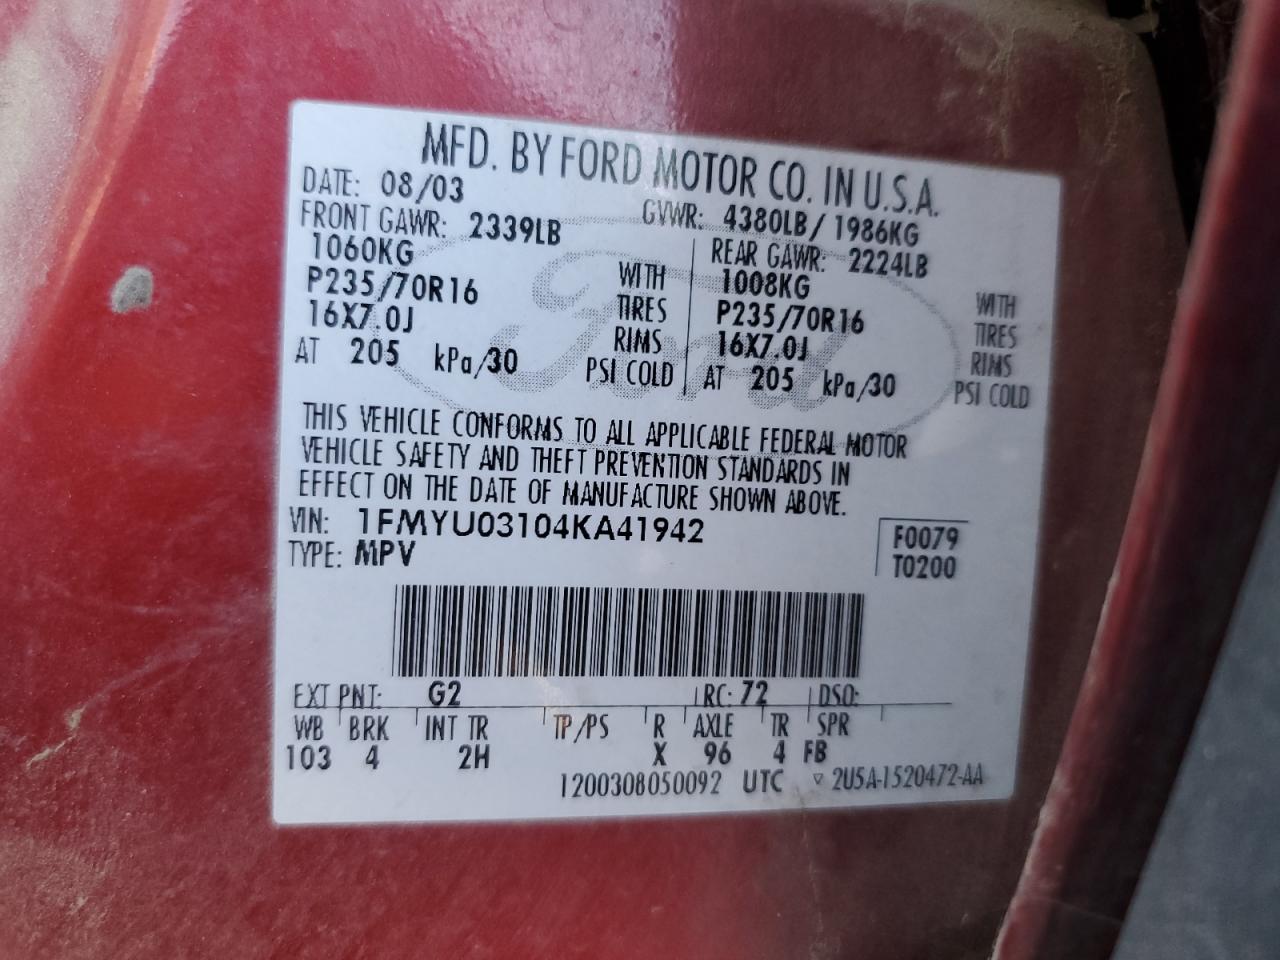 MFD. BY FORD MOTOR CO. IN U.S.A.
DATE: 08/03 GVWR: 4380LB/ 1986KG
FRONT GAWR: 2339LB
1060KG WITH
P235/70R16 TIRES
16X7.0J RIMS
AT 205 kPa/30 PSI COLD
REAR GAWR: 2224LB
1008KG WITH
P235/70R16 TIRES
16X7.0J RIMS
AT 205 kPa/30 PSI COLD
Ford
THIS VEHICLE CONFORMS TO ALL APPLICABLE FEDERAL MOTOR
VEHICLE SAFETY AND THEFT PREVENTION STANDARDS IN
EFFECT ON THE DATE OF MANUFACTURE SHOWN ABOVE.
VIN: 1FMYU03104KA41942 F0079
TYPE: MPV T0200
EXT PNT: G2 RC: 72 DSO:
WB BRK INT TR TP/PS R AXLE TR SPR
103 4 2H X 96 4 FB
1200308050092 UTC ▽ 2U5A-1520472-AA